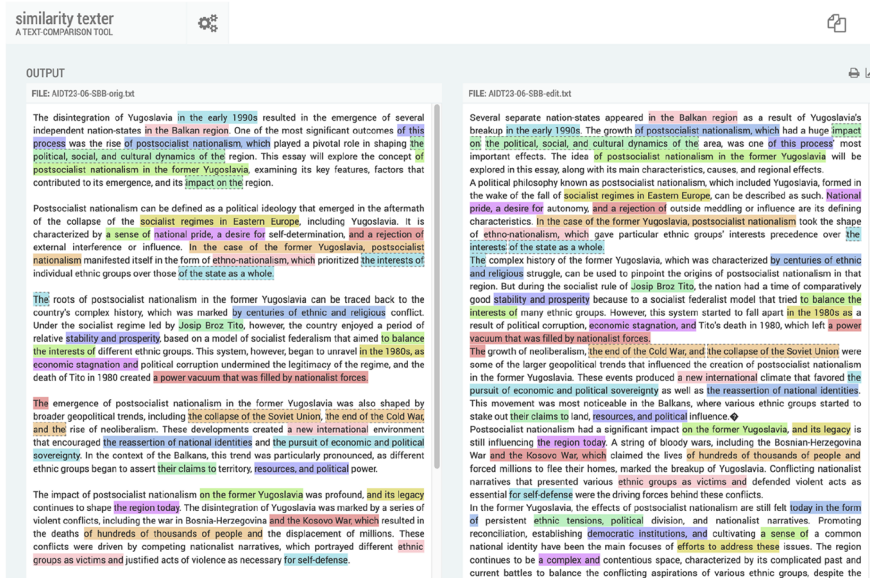 similarity texter
A TEXT-COMPARISON TOOL
OUTPUT
FILE: AIDT23-06-SBB-orig.txt
The disintegration of Yugoslavia in the early 1990s resulted in the emergence of several
independent nation-states in the Balkan region. One of the most significant outcomes of this
process was the rise of postsocialist nationalism, which played a pivotal role in shaping the
political, social, and cultural dynamics of the region. This essay will explore the concept of
postsocialist nationalism in the former Yugoslavia, examining its key features, factors that
contributed to its emergence, and its impact on the region.
Postsocialist nationalism can be defined as a political ideology that emerged in the aftermath
of the collapse of the socialist regimes in Eastern Europe, including Yugoslavia. It is
characterized by a sense of national pride, a desire for self-determination, and a rejection of
external interference or influence. In the case of the former Yugoslavia, postsocialist
nationalism manifested itself in the form of ethno-nationalism, which prioritized the interests of
individual ethnic groups over those of the state as a whole.
The roots of postsocialist nationalism in the former Yugoslavia can be traced back to the
country's complex history, which was marked by centuries of ethnic and religious conflict.
Under the socialist regime led by Josip Broz Tito, however, the country enjoyed a period of
relative stability and prosperity, based on a model of socialist federalism that aimed to balance
the interests of different ethnic groups. This system, however, began to unravel in the 1980s, as
economic stagnation and political corruption undermined the legitimacy of the regime, and the
death of Tito in 1980 created a power vacuum that was filled by nationalist forces.
The emergence of postsocialist nationalism in the former Yugoslavia was also shaped by
broader geopolitical trends, including the collapse of the Soviet Union, the end of the Cold War,
and the rise of neoliberalism. These developments created a new international environment
that encouraged the reassertion of national identities and the pursuit of economic and political
sovereignty. In the context of the Balkans, this trend was particularly pronounced, as different
ethnic groups began to assert their claims to territory, resources, and political power.
The impact of postsocialist nationalism on the former Yugoslavia was profound, and its legacy
continues to shape the region today. The disintegration of Yugoslavia was marked by a series of
violent conflicts, including the war in Bosnia-Herzegovina and the Kosovo War, which resulted in
the deaths of hundreds of thousands of people and the displacement of millions. These
conflicts were driven by competing nationalist narratives, which portrayed different ethnic
groups as victims and justified acts of violence as necessary for self-defense.
FILE: AIDT23-06-SBB-edit.txt
Several separate nation-states appeared in the Balkan region as a result of Yugoslavia's
breakup in the early 1990s. The growth of postsocialist nationalism, which had a huge impact
on the political, social, and cultural dynamics of the area, was one of this process' most
important effects. The idea of postsocialist nationalism in the former Yugoslavia will be
explored in this essay, along with its main characteristics, causes, and regional effects.
A political philosophy known as postsocialist nationalism, which included Yugoslavia, formed in
the wake of the fall of socialist regimes in Eastern Europe, can be described as such. National
pride, a desire for autonomy, and a rejection of outside meddling or influence are its defining
characteristics. In the case of the former Yugoslavia, postsocialist nationalism took the shape
of ethno-nationalism, which gave particular ethnic groups' interests precedence over the
interests of the state as a whole.
The complex history of the former Yugoslavia, which was characterized by centuries of ethnic
and religious struggle, can be used to pinpoint the origins of postsocialist nationalism in that
region. But during the socialist rule of Josip Broz Tito, the nation had a time of comparatively
good stability and prosperity because to a socialist federalist model that tried to balance the
interests of many ethnic groups. However, this system started to fall apart in the 1980s as a
result of political corruption, economic stagnation, and Tito's death in 1980, which left a power
vacuum that was filled by nationalist forces.
The growth of neoliberalism, the end of the Cold War, and the collapse of the Soviet Union were
some of the larger geopolitical trends that influenced the creation of postsocialist nationalism
in the former Yugoslavia. These events produced a new international climate that favored the
pursuit of economic and political sovereignty as well as the reassertion of national identities.
This movement was most noticeable in the Balkans, where various ethnic groups started to
stake out their claims to land, resources, and political influence.�
Postsocialist nationalism had a significant impact on the former Yugoslavia, and its legacy is
still influencing the region today. A string of bloody wars, including the Bosnian-Herzegovina
War and the Kosovo War, which claimed the lives of hundreds of thousands of people and
forced millions to flee their homes, marked the breakup of Yugoslavia. Conflicting nationalist
narratives that presented various ethnic groups as victims and defended violent acts as
essential for self-defense were the driving forces behind these conflicts.
In the former Yugoslavia, the effects of postsocialist nationalism are still felt today in the form
of persistent ethnic tensions, political division, and nationalist narratives. Promoting
reconciliation, establishing democratic institutions, and cultivating a sense of a common
national identity have been the main focuses of efforts to address these issues. The region
continues to be a complex and contentious space, characterized by its complicated past and
current battles to balance the conflicting aspirations of various ethnic groups, despite the